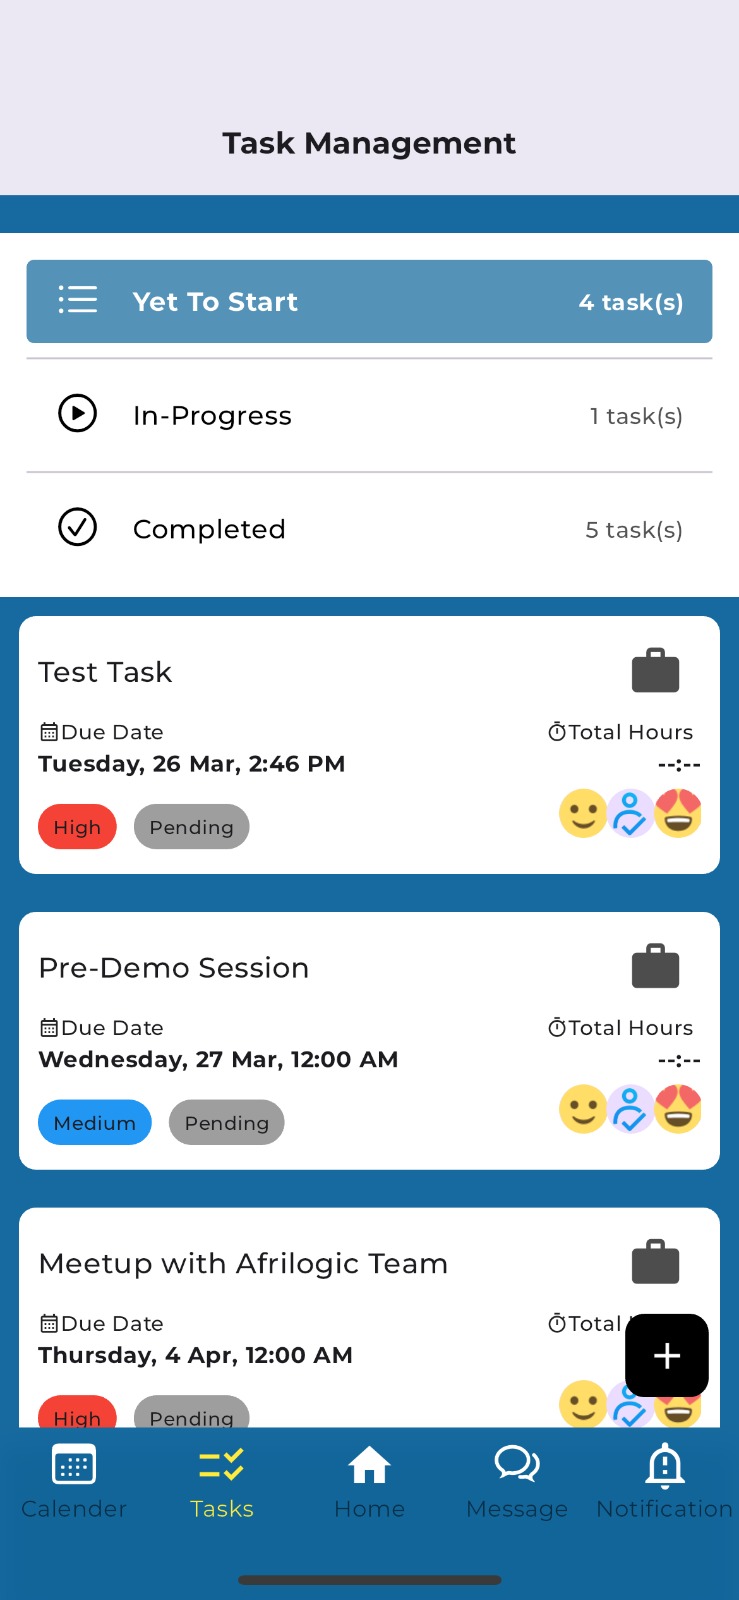 Task Management
Yet To Start 4 task(s)
In-Progress 1 task(s)
Completed 5 task(s)
Test Task
Due Date Total Hours
Tuesday, 26 Mar, 2:46 PM --:--
High Pending
Pre-Demo Session
Due Date Total Hours
Wednesday, 27 Mar, 12:00 AM --:--
Medium Pending
Meetup with Afrilogic Team
Due Date Total
Thursday, 4 Apr, 12:00 AM
High Pending
Calender Tasks Home Message Notification